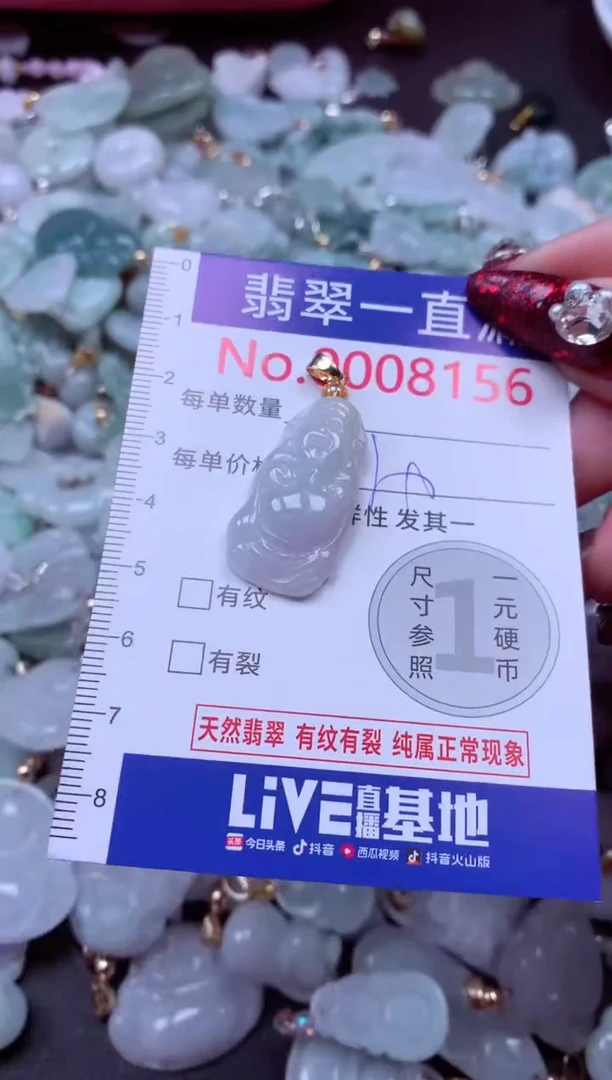 0
翡翠一直
1
No.0008156
2
每单数量
3
每单价格
4
样性 发其一
5
有纹
尺寸参照
1
一元硬币
6
有裂
7
天然翡翠 有纹有裂 纯属正常现象
8
LiVE直播基地
头条 今日头条 抖音 西瓜视频 抖音火山版